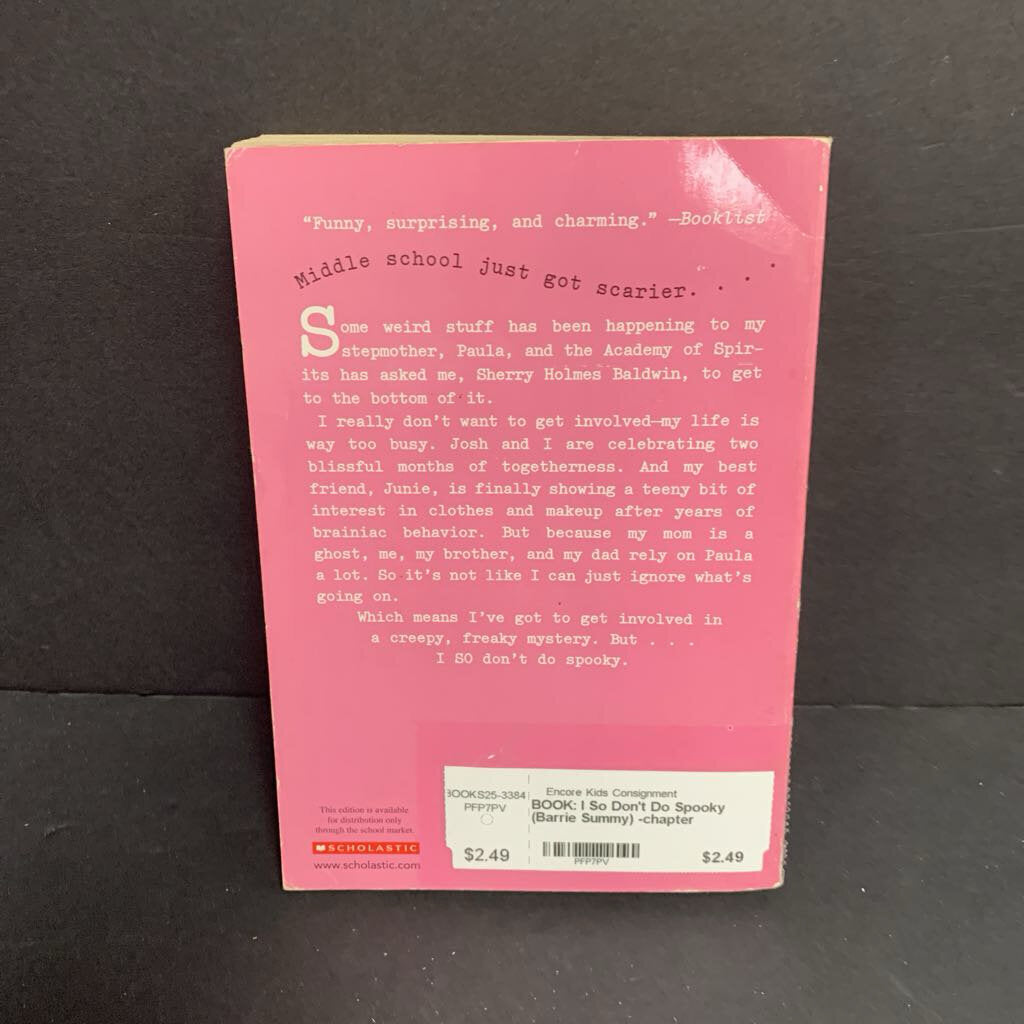 “Funny, surprising, and charming.” —Booklist
Middle school just got scarier. . . .
Some weird stuff has been happening to my
stepmother, Paula, and the Academy of Spir-
its has asked me, Sherry Holmes Baldwin, to get
to the bottom of it.
I really don’t want to get involved—my life is
way too busy. Josh and I are celebrating two
blissful months of togetherness. And my best
friend, Junie, is finally showing a teeny bit of
interest in clothes and makeup after years of
brainiac behavior. But because my mom is a
ghost, me, my brother, and my dad rely on Paula
a lot. So it’s not like I can just ignore what’s
going on.
Which means I’ve got to get involved in
a creepy, freaky mystery. But . . .
I SO don’t do spooky.
This edition is available
for distribution only
through the school market.
SCHOLASTIC
www.scholastic.com
BOOKS25-3384
PFP7PV
$2.49
Encore Kids Consignment
BOOK: I So Don't Do Spooky
(Barrie Summy) -chapter
PFP7PV
$2.49